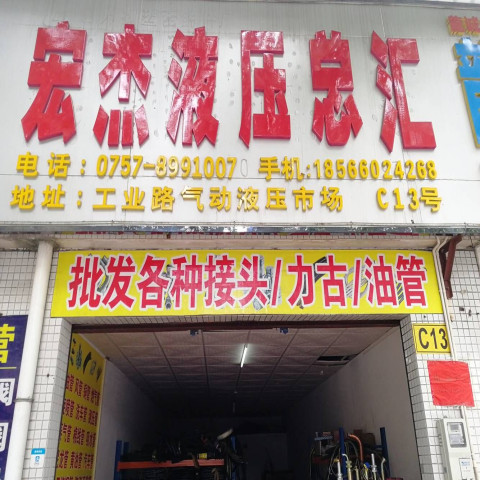 宏杰液压总汇
电话：0757-8991007 手机:18566024268
地址：工业路气动液压市场 C13号
批发各种接头/力古/油管
C13